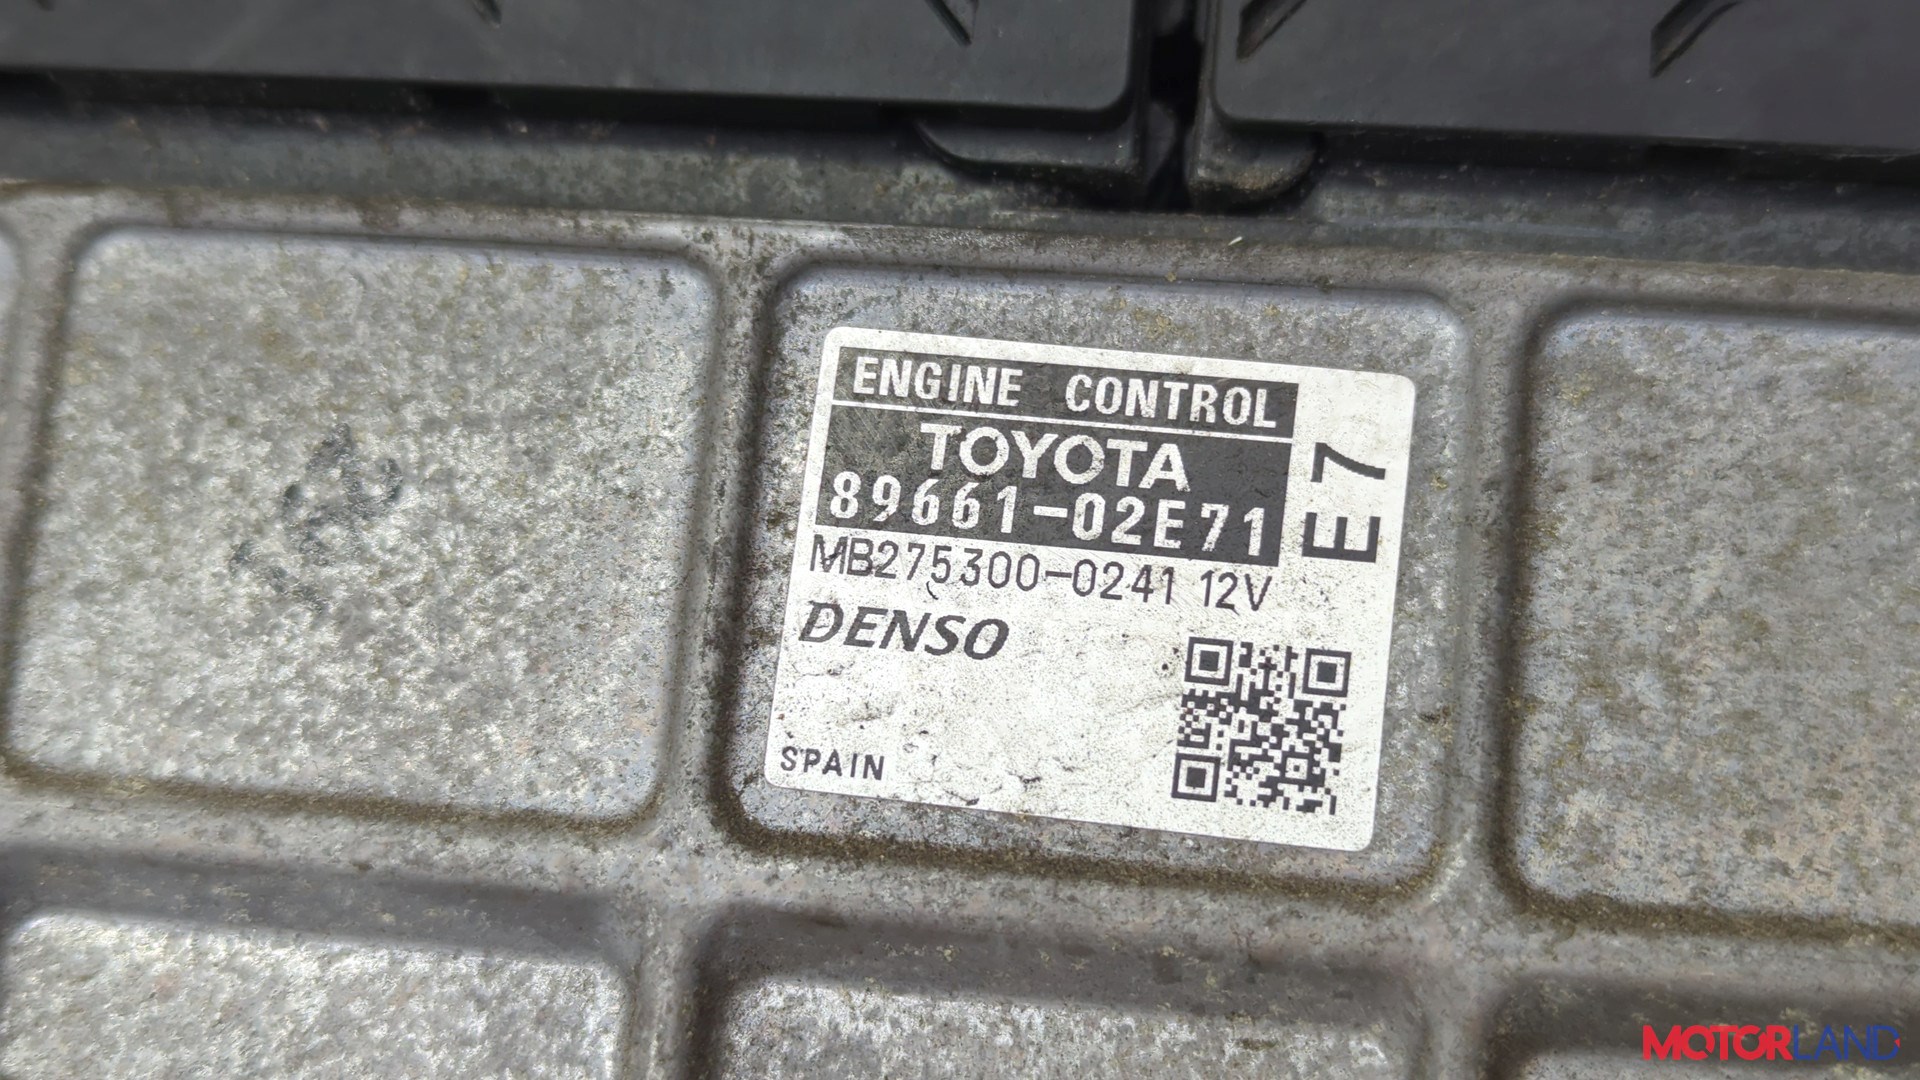 ENGINE CONTROL
TOYOTA
89661-02E71
E7
MB275300-0241 12V
DENSO
SPAIN
MOTORLAND